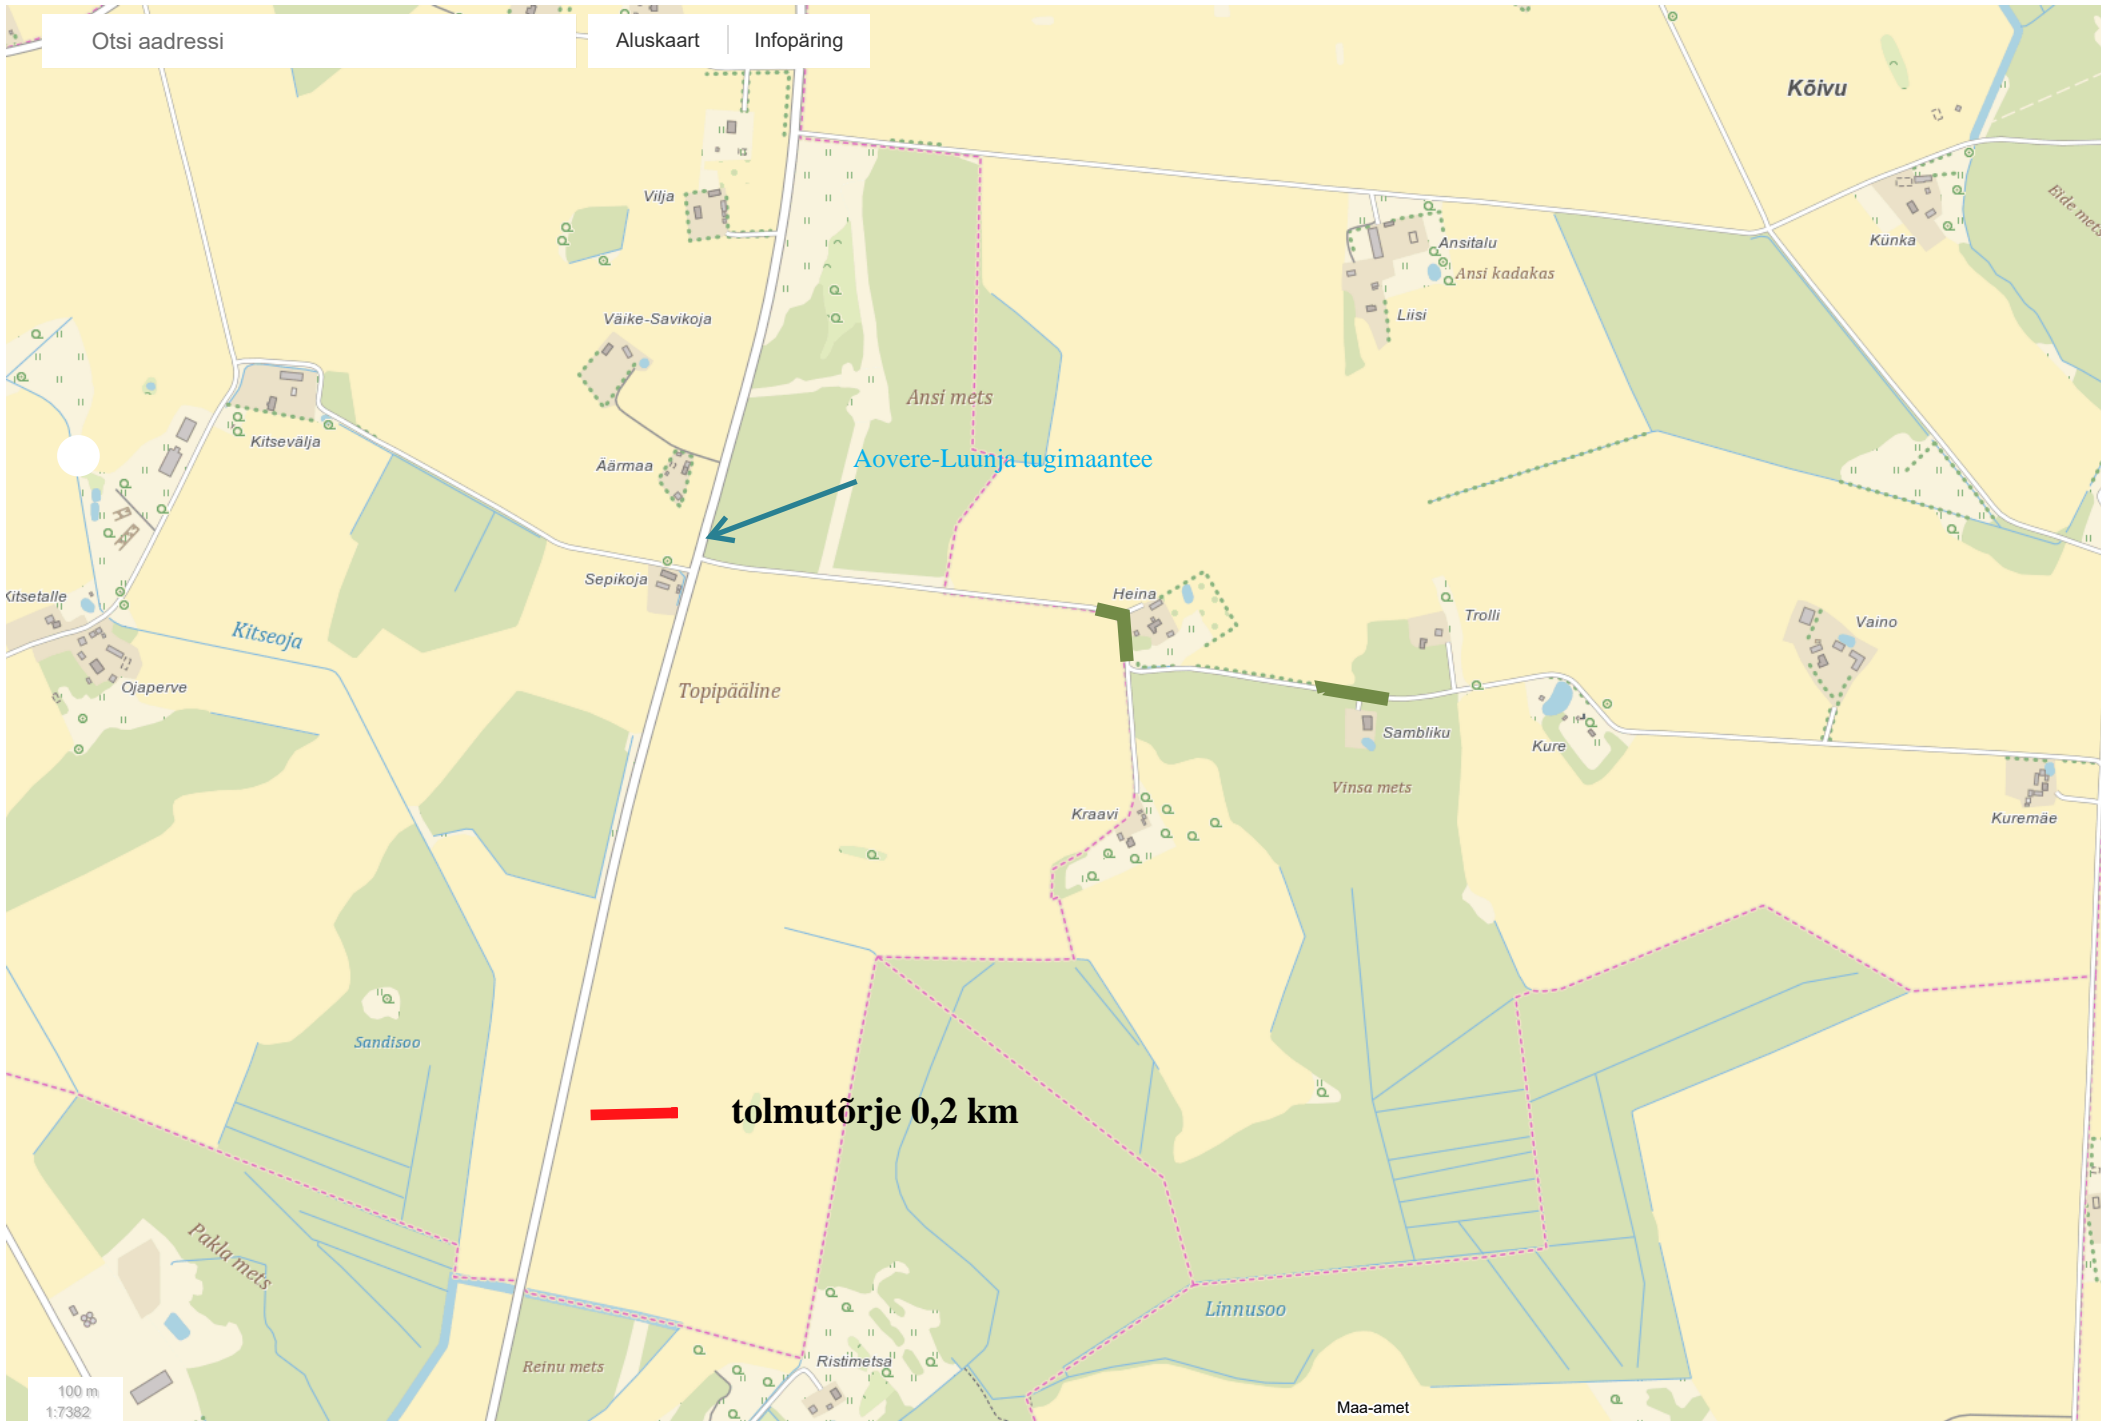 Otsi aadressi
Aluskaart
Infopäring
Kõivu
Vilja
Eide mets
Ansitalu
Künka
Ansi kadakas
Väike-Savikoja
Liisi
Ansi mets
Kitsevälja
Äärmaa
Aovere-Luunja tugimaantee
Sepikoja
Heina
Kitsetalle
Trolli
Vaino
Kitseoja
Ojaperve
Topipääline
Sambliku
Kure
Vinsa mets
Kraavi
Kuremäe
Sandisoo
tolmutõrje 0,2 km
Pakla mets
Linnusoo
Reinu mets
Ristimetsa
100 m
1:7382
Maa-amet